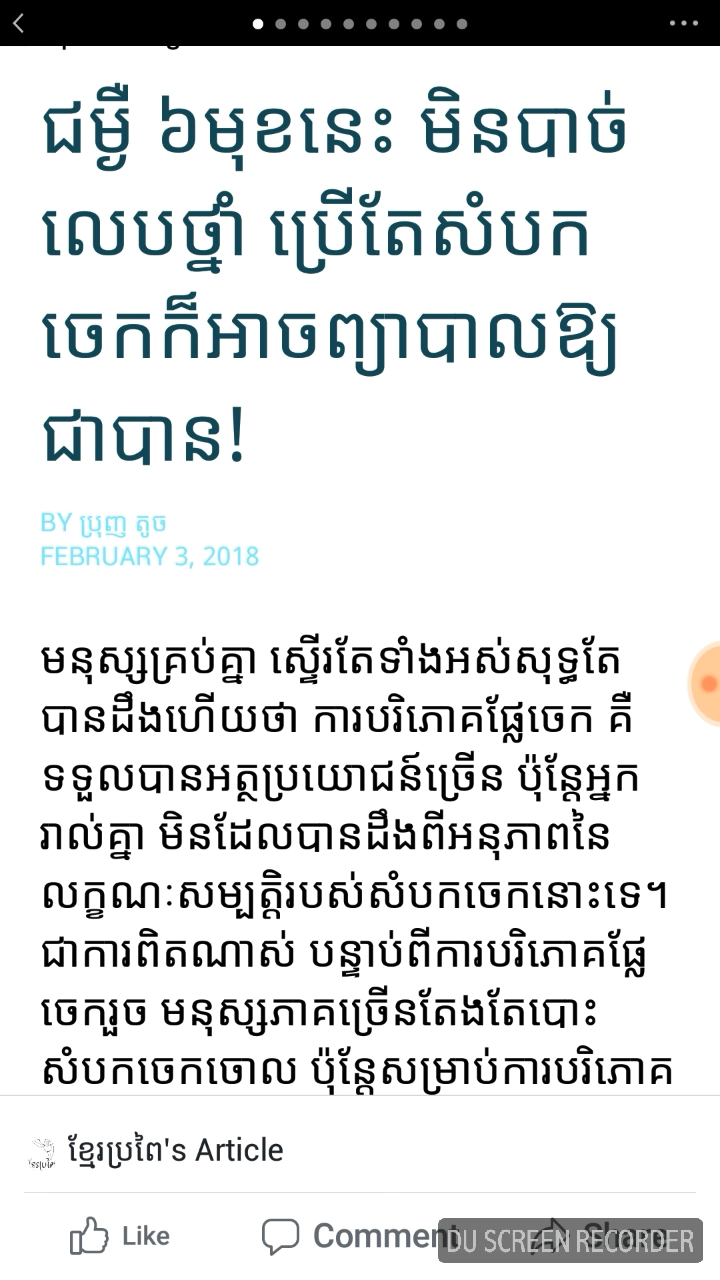 ជម្ងឺ ៦មុខនេះ មិនបាច់
លេបថ្នាំ ប្រើតែសំបក
ចេកក៏អាចព្យាបាលឱ្យ
ជាបាន!
BY ប្រុញ តូច
FEBRUARY 3, 2018
មនុស្សគ្រប់គ្នា ស្ទើរតែទាំងអស់សុទ្ធតែ
បានដឹងហើយថា ការបរិភោគផ្លែចេក គឺ
ទទួលបានអត្ថប្រយោជន៍ច្រើន ប៉ុន្តែអ្នក
រាល់គ្នា មិនដែលបានដឹងពីអនុភាពនៃ
លក្ខណៈសម្បត្តិរបស់សំបកចេកនោះទេ។
ជាការពិតណាស់ បន្ទាប់ពីការបរិភោគផ្លែ
ចេករួច មនុស្សភាគច្រើនតែងតែបោះ
សំបកចេកចោល ប៉ុន្តែសម្រាប់ការបរិភោគ
ខ្មែរប្រពៃ's Article
Like Comment Share
DU SCREEN RECORDER